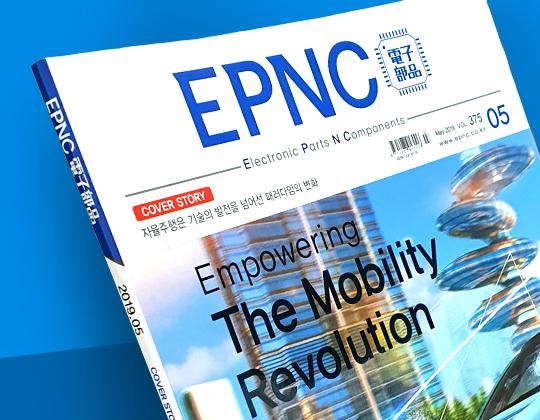 EPNC
電子
部品
Electronic Parts N Components
May 2019 VOL. 375 05
www.epnc.co.kr
COVER STORY
자율주행은 기술의 발전을 넘어선 패러다임의 변화
Empowering
The Mobility
Revolution
EPNC 電子部品
2019.05
COVER STO